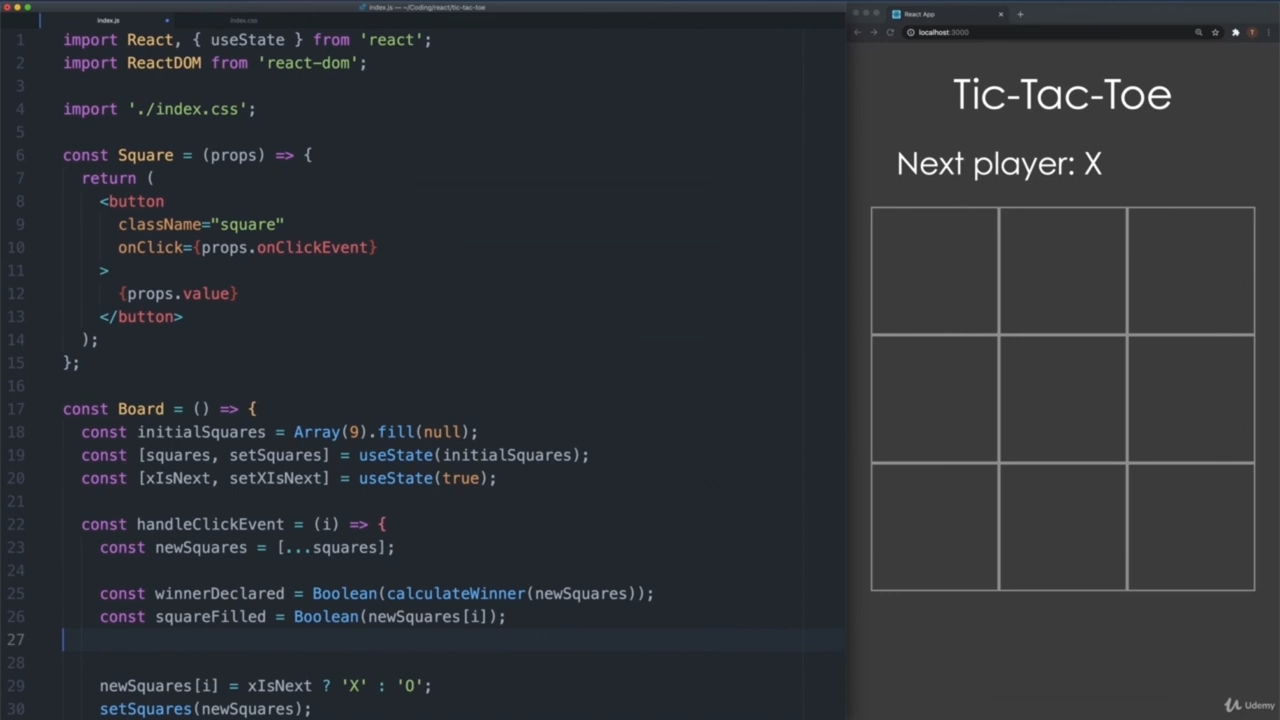 index.js — ~/Coding/react/tic-tac-toe
index.js
index.css
1 import React, { useState } from 'react';
2 import ReactDOM from 'react-dom';
3
4 import './index.css';
5
6 const Square = (props) => {
7 return (
8 <button
9 className="square"
10 onClick={props.onClickEvent}
11 >
12 {props.value}
13 </button>
14 );
15 };
16
17 const Board = () => {
18 const initialSquares = Array(9).fill(null);
19 const [squares, setSquares] = useState(initialSquares);
20 const [xIsNext, setXIsNext] = useState(true);
21
22 const handleClickEvent = (i) => {
23 const newSquares = [...squares];
24
25 const winnerDeclared = Boolean(calculateWinner(newSquares));
26 const squareFilled = Boolean(newSquares[i]);
27
28
29 newSquares[i] = xIsNext ? 'X' : 'O';
30 setSquares(newSquares);
React App
localhost:3000
T
Tic-Tac-Toe
Next player: X
Udemy